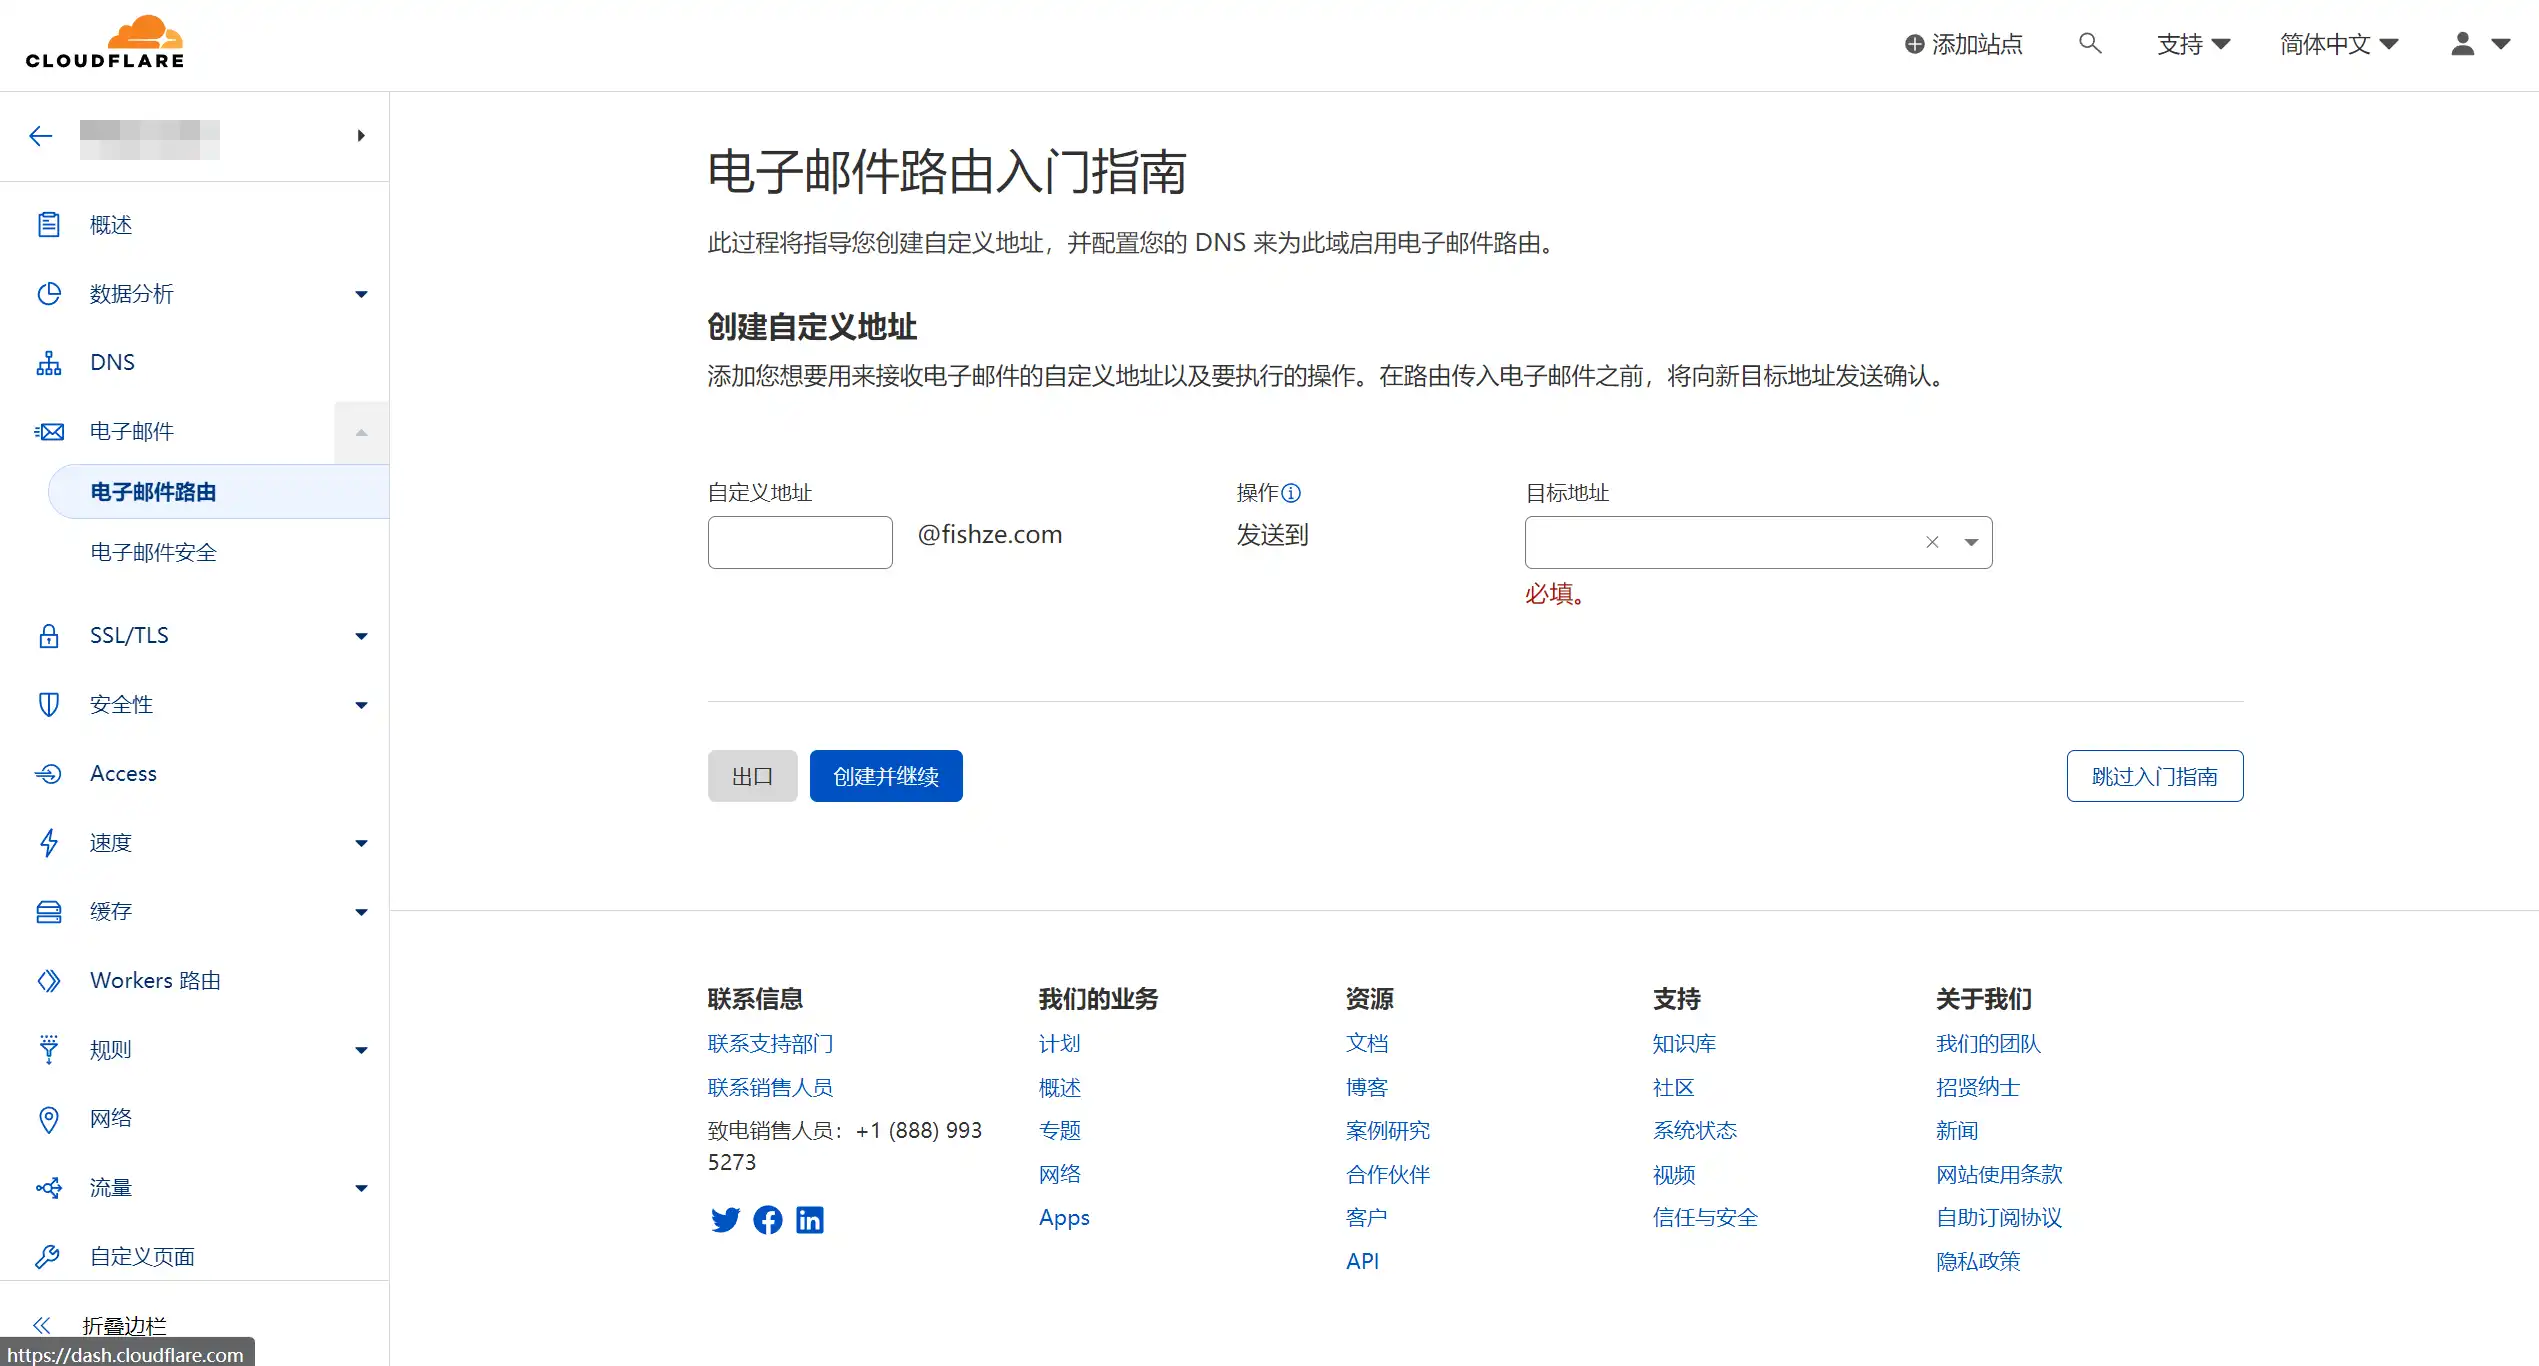 CLOUDFLARE
添加站点
支持
简体中文
概述
数据分析
DNS
电子邮件
电子邮件路由
电子邮件安全
SSL/TLS
安全性
Access
速度
缓存
Workers 路由
规则
网络
流量
自定义页面
折叠边栏
https://dash.cloudflare.com
电子邮件路由入门指南
此过程将指导您创建自定义地址，并配置您的 DNS 来为此域启用电子邮件路由。
创建自定义地址
添加您想要用来接收电子邮件的自定义地址以及要执行的操作。在路由传入电子邮件之前，将向新目标地址发送确认。
自定义地址
@fishze.com
操作
发送到
目标地址
必填。
出口
创建并继续
跳过入门指南
联系信息
联系支持部门
联系销售人员
致电销售人员：+1 (888) 993
5273
我们的业务
计划
概述
专题
网络
Apps
资源
文档
博客
案例研究
合作伙伴
客户
API
支持
知识库
社区
系统状态
视频
信任与安全
关于我们
我们的团队
招贤纳士
新闻
网站使用条款
自助订阅协议
隐私政策